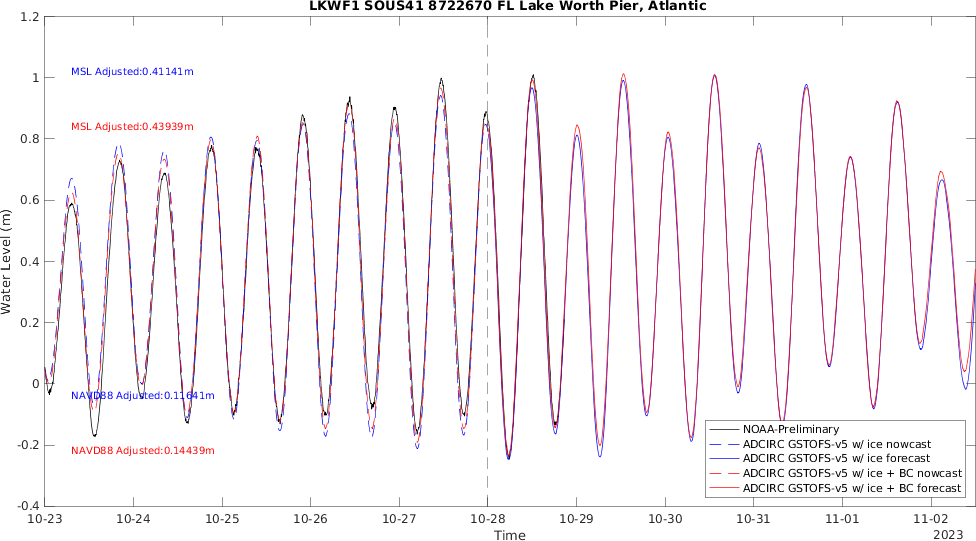 LKWF1 SOUS41 8722670 FL Lake Worth Pier, Atlantic
1.2
1
0.8
0.6
0.4
0.2
0
-0.2
-0.4
Water Level (m)
MSL Adjusted:0.41141m
MSL Adjusted:0.43939m
NAVD88 Adjusted:0.11641m
NAVD88 Adjusted:0.14439m
NOAA-Preliminary
ADCIRC GSTOFS-v5 w/ ice nowcast
ADCIRC GSTOFS-v5 w/ ice forecast
ADCIRC GSTOFS-v5 w/ ice + BC nowcast
ADCIRC GSTOFS-v5 w/ ice + BC forecast
10-23 10-24 10-25 10-26 10-27 10-28 10-29 10-30 10-31 11-01 11-02
Time
2023